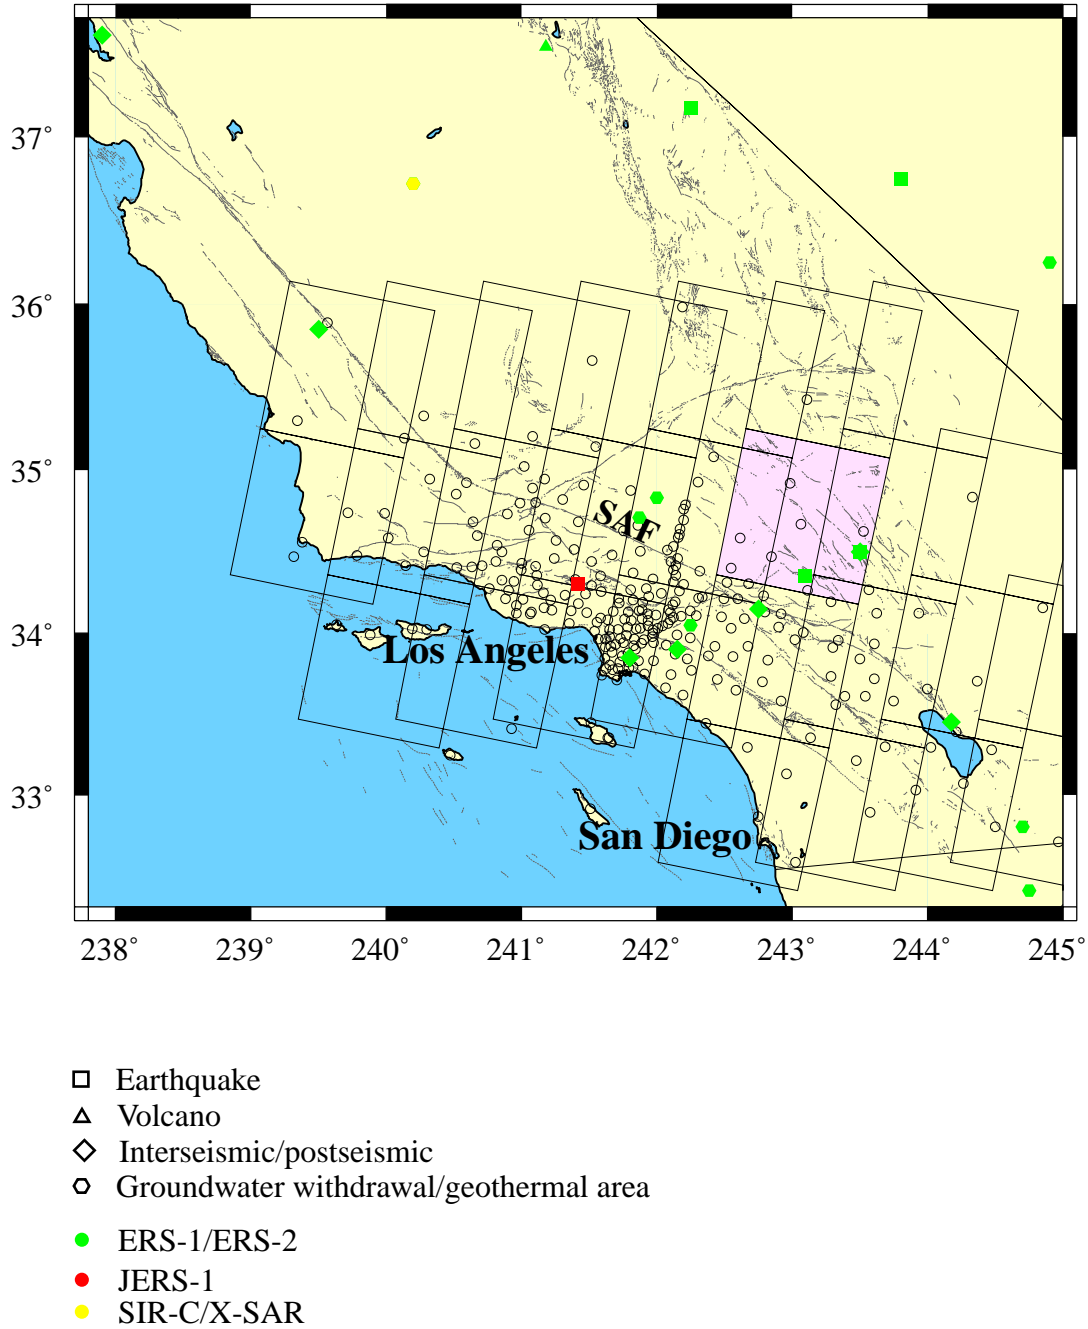 37°
36°
35°
34°
33°
SAF
Los Angeles
San Diego
238°
239°
240°
241°
242°
243°
244°
245°
Earthquake
Volcano
Interseismic/postseismic
Groundwater withdrawal/geothermal area
ERS-1/ERS-2
JERS-1
SIR-C/X-SAR